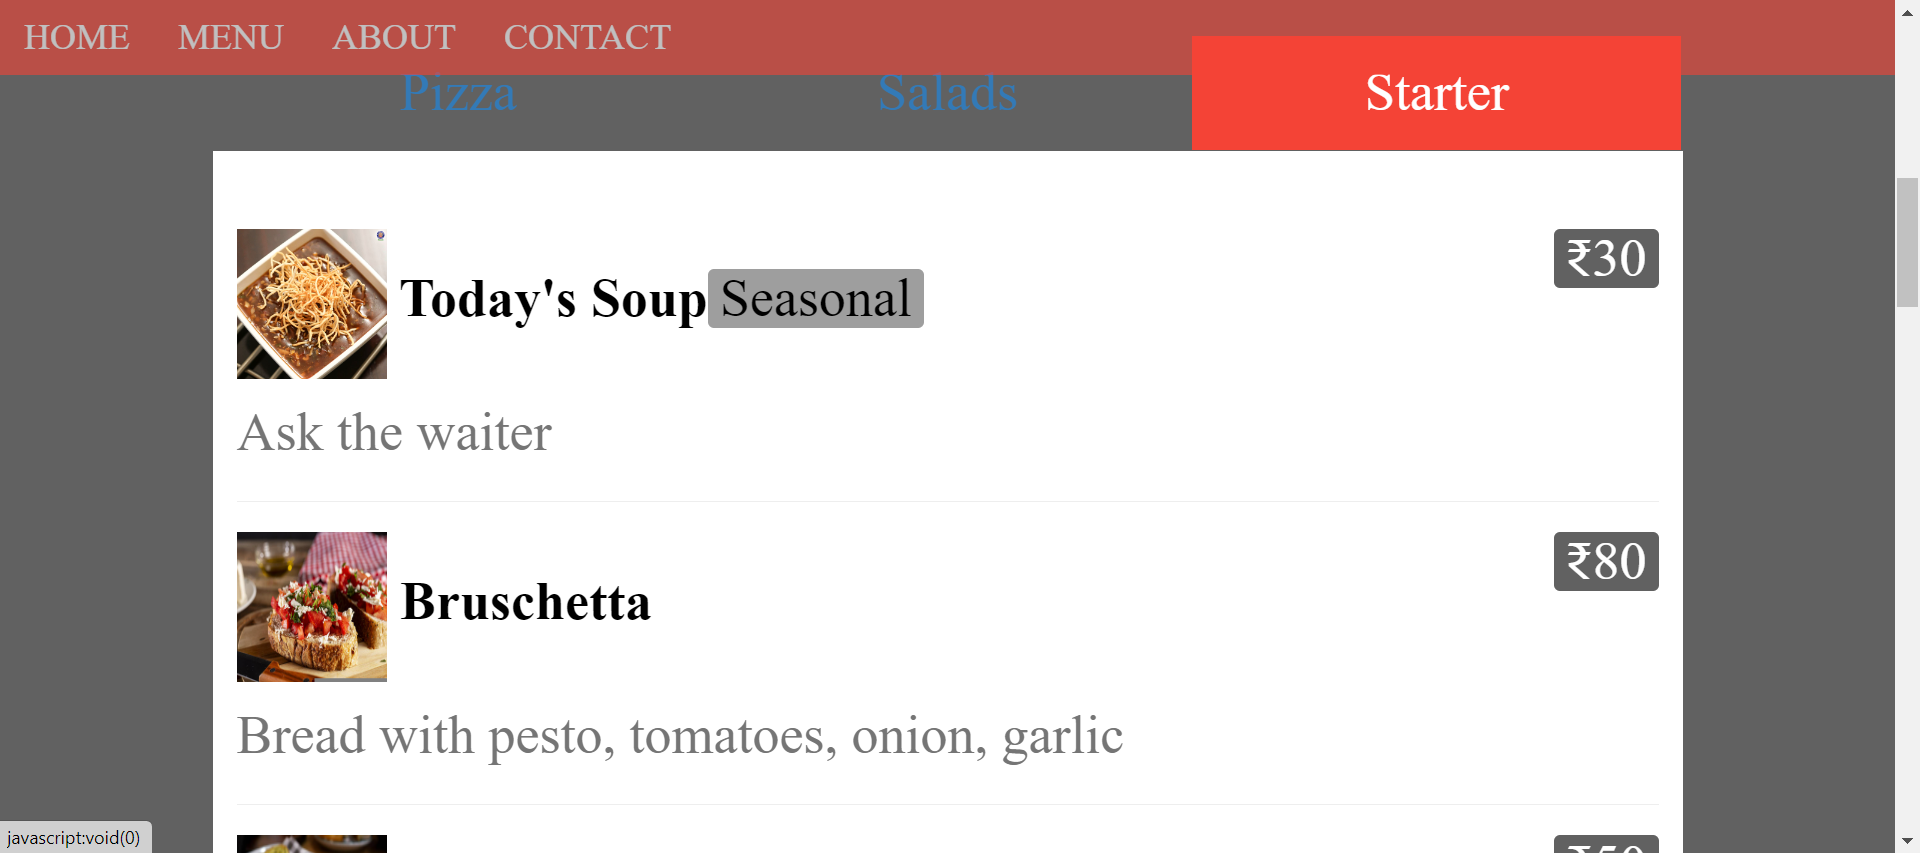 HOME MENU ABOUT CONTACT
Pizza Salads Starter
Today's Soup Seasonal ₹30
Ask the waiter
Bruschetta ₹80
Bread with pesto, tomatoes, onion, garlic
₹50
javascript:void(0)